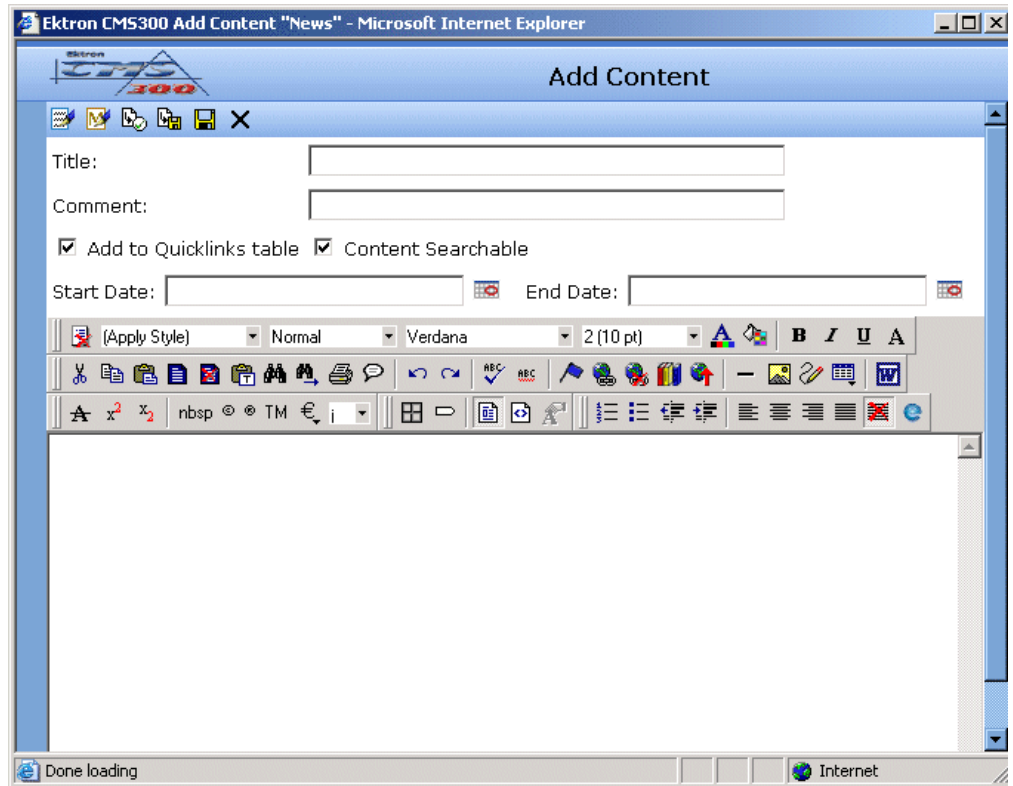 Ektron CMS300 Add Content "News" - Microsoft Internet Explorer
Ektron
CMS
300
Add Content
Title:
Comment:
Add to Quicklinks table Content Searchable
Start Date: End Date:
(Apply Style) Normal Verdana 2 (10 pt) A B I U A
ABC ABC W
A x² x₂ nbsp © ® TM € ¡ A
Done loading Internet